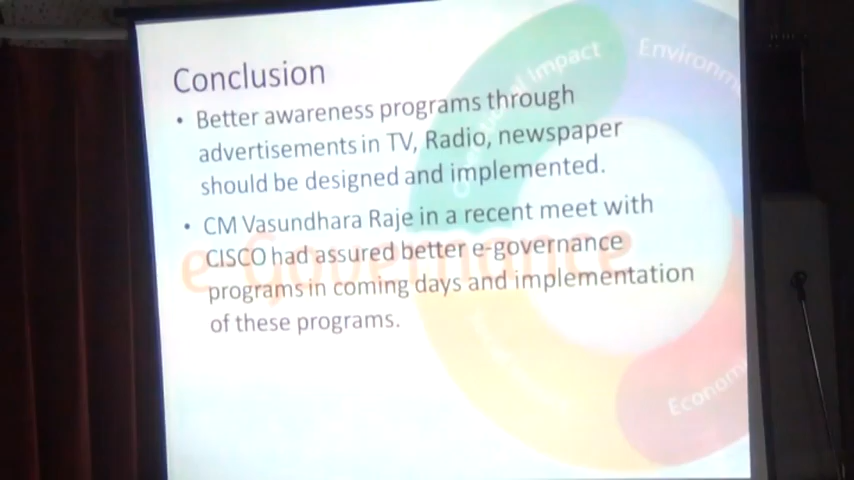 Conclusion
• Better awareness programs through
advertisements in TV, Radio, newspaper
should be designed and implemented.
• CM Vasundhara Raje in a recent meet with
CISCO had assured better e-governance
programs in coming days and implementation
of these programs.
e-Governance
Impact
Environm
Econom